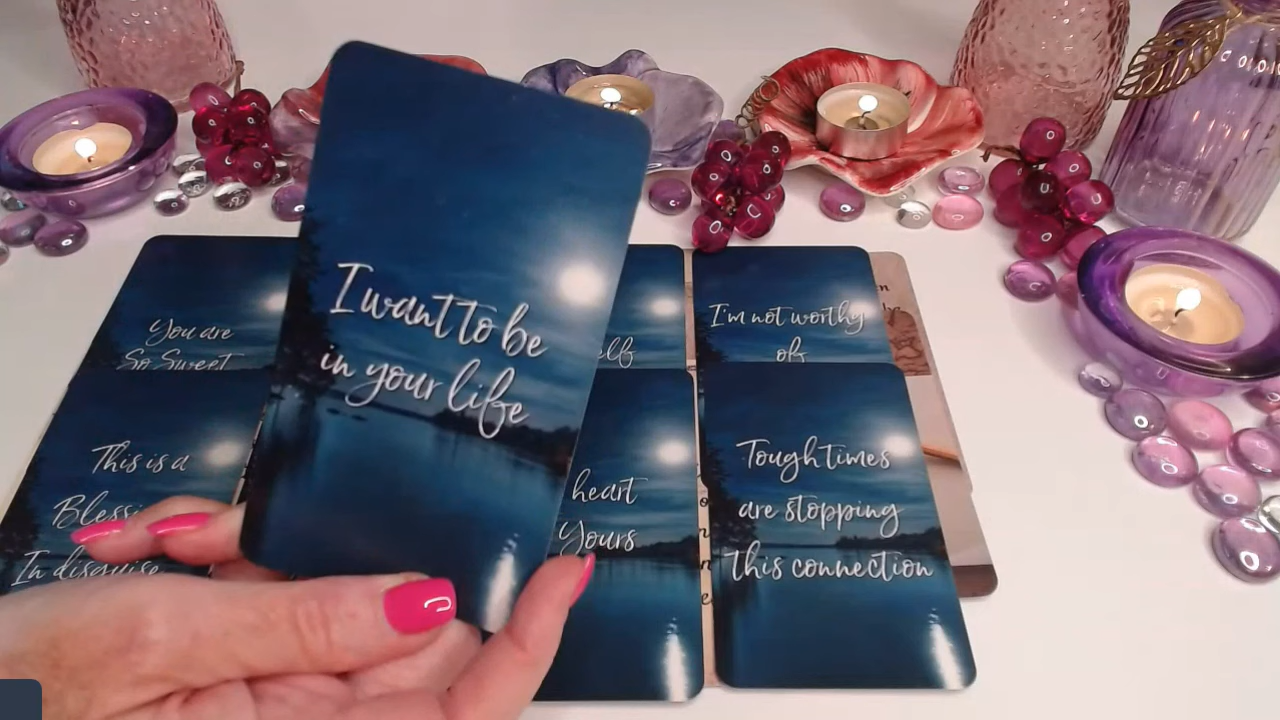 I want to be
in your life
You are
So Sweet
I'm not worthy
of
This is a
In disguise
heart
Yours
Tough times
are stopping
This connection